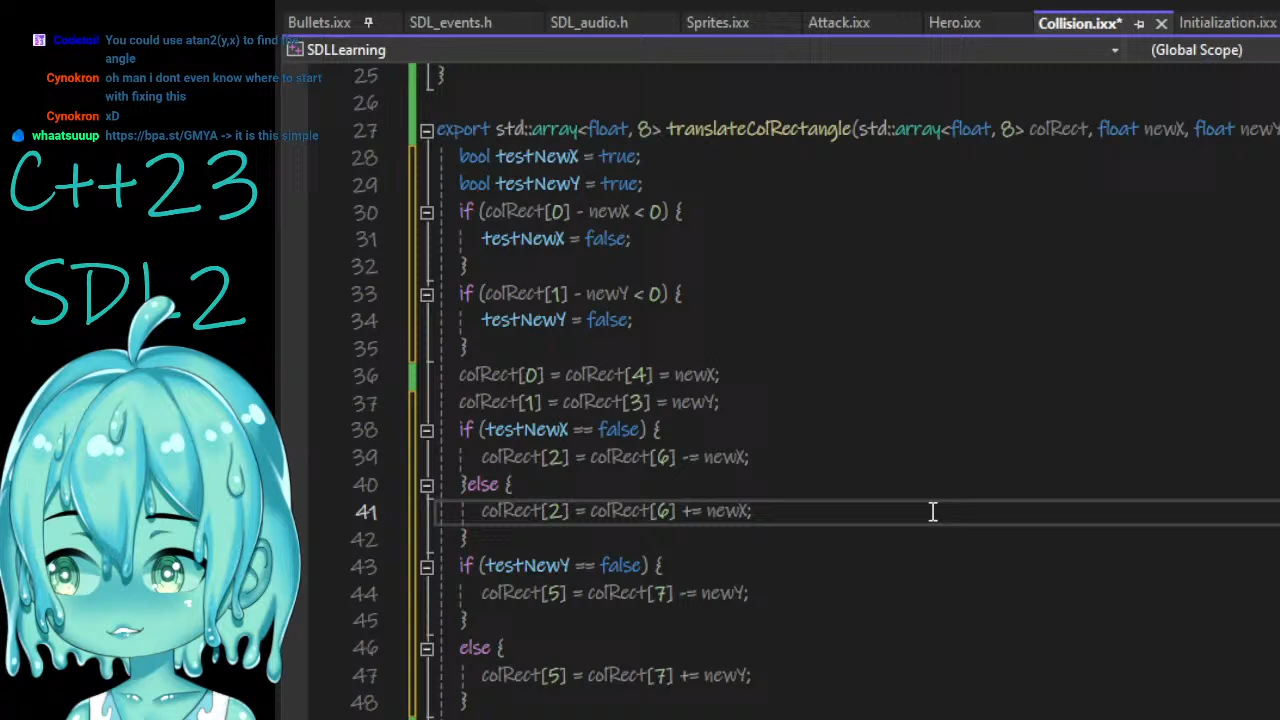 Bullets.ixx SDL_events.h SDL_audio.h Sprites.ixx Attack.ixx Hero.ixx Collision.ixx* Initialization.ixx
SDLLearning (Global Scope)
You could use atan2(y,x) to find the
angle
Cynokron oh man i dont even know where to start
with fixing this
Cynokron xD
whaatsuuup https://bpa.st/GMYA -> it is this simple
C++23
SDL2
25 }
26
27 export std::array<float, 8> translateColRectangle(std::array<float, 8> colRect, float newX, float newY
28 bool testNewX = true;
29 bool testNewY = true;
30 if (colRect[0] - newX < 0) {
31 testNewX = false;
32 }
33 if (colRect[1] - newY < 0) {
34 testNewY = false;
35 }
36 colRect[0] = colRect[4] = newX;
37 colRect[1] = colRect[3] = newY;
38 if (testNewX == false) {
39 colRect[2] = colRect[6] -= newX;
40 }else {
41 colRect[2] = colRect[6] += newX;
42 }
43 if (testNewY == false) {
44 colRect[5] = colRect[7] -= newY;
45 }
46 else {
47 colRect[5] = colRect[7] += newY;
48 }